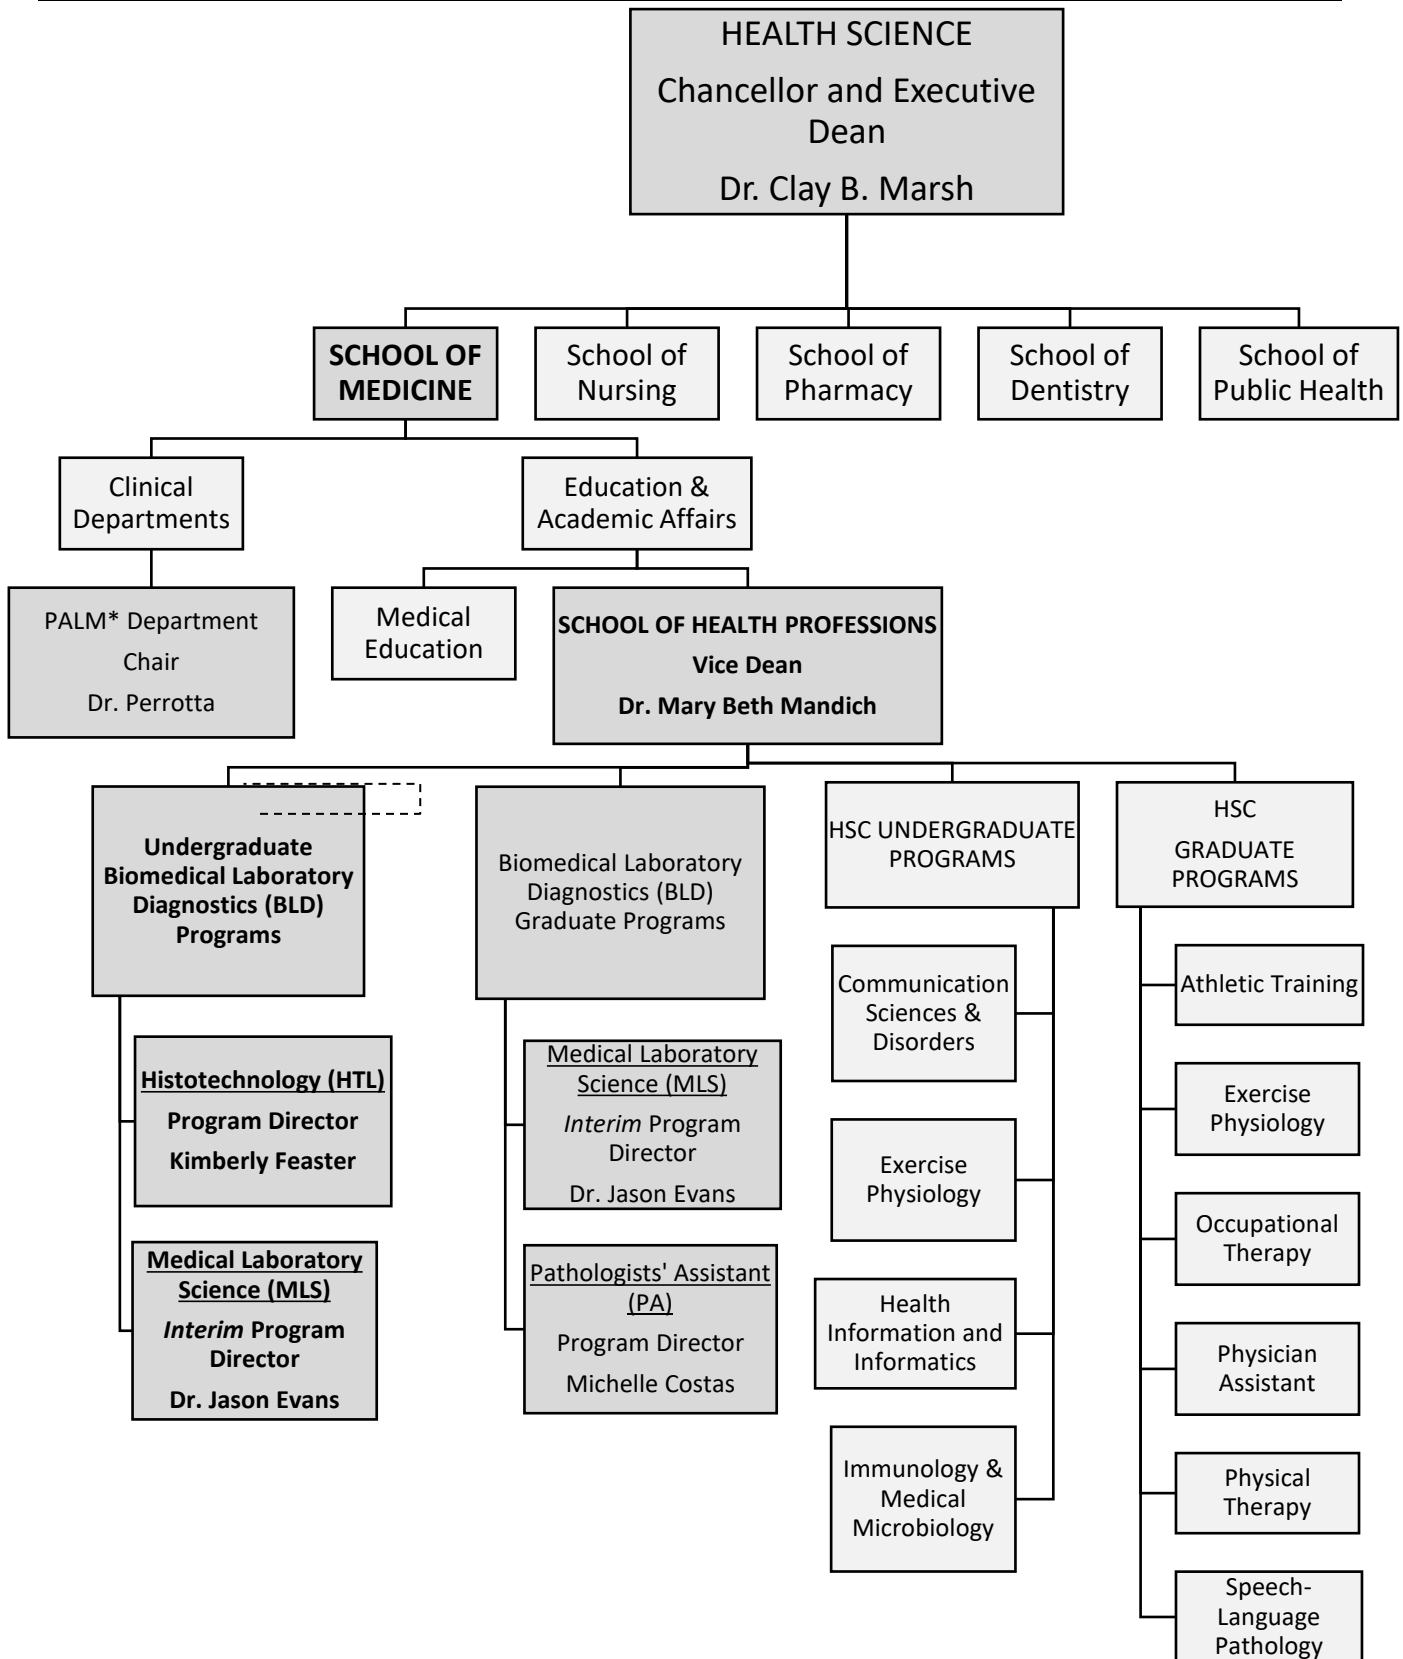 HEALTH SCIENCE
Chancellor and Executive
Dean
Dr. Clay B. Marsh
SCHOOL OF
MEDICINE
School of
Nursing
School of
Pharmacy
School of
Dentistry
School of
Public Health
Clinical
Departments
Education &
Academic Affairs
PALM* Department
Chair
Dr. Perrotta
Medical
Education
SCHOOL OF HEALTH PROFESSIONS
Vice Dean
Dr. Mary Beth Mandich
Undergraduate
Biomedical Laboratory
Diagnostics (BLD)
Programs
Biomedical Laboratory
Diagnostics (BLD)
Graduate Programs
HSC UNDERGRADUATE
PROGRAMS
HSC
GRADUATE
PROGRAMS
Histotechnology (HTL)
Program Director
Kimberly Feaster
Medical Laboratory
Science (MLS)
Interim Program
Director
Dr. Jason Evans
Medical Laboratory
Science (MLS)
Interim Program
Director
Dr. Jason Evans
Pathologists' Assistant
(PA)
Program Director
Michelle Costas
Communication
Sciences &
Disorders
Exercise
Physiology
Health
Information and
Informatics
Immunology &
Medical
Microbiology
Athletic Training
Exercise
Physiology
Occupational
Therapy
Physician
Assistant
Physical
Therapy
Speech-
Language
Pathology